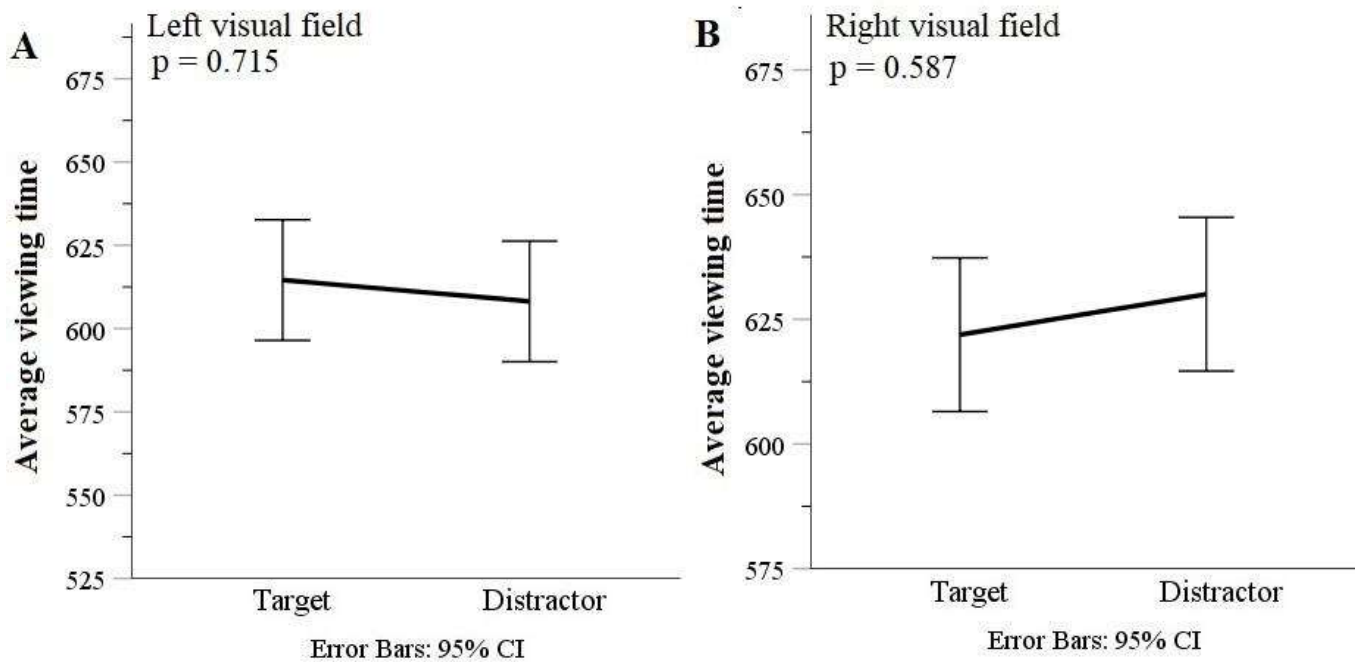 A
Left visual field
p = 0.715
Average viewing time
675
650
625
600
575
550
525
Target
Distractor
Error Bars: 95% CI
B
Right visual field
p = 0.587
Average viewing time
675
650
625
600
575
Target
Distractor
Error Bars: 95% CI